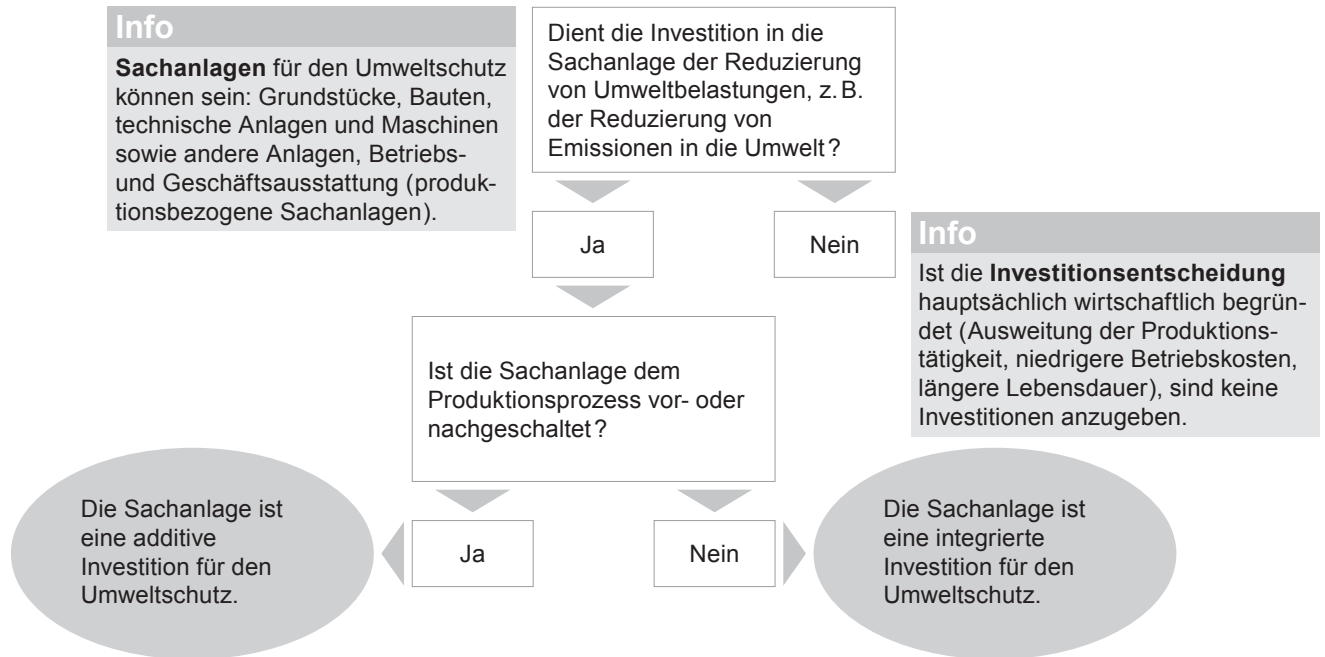 Info
Sachanlagen für den Umweltschutz
können sein: Grundstücke, Bauten,
technische Anlagen und Maschinen
sowie andere Anlagen, Betriebs-
und Geschäftsausstattung (produk-
tionsbezogene Sachanlagen).
Dient die Investition in die
Sachanlage der Reduzierung
von Umweltbelastungen, z. B.
der Reduzierung von
Emissionen in die Umwelt?
Ja
Nein
Info
Ist die Investitionsentscheidung
hauptsächlich wirtschaftlich begrün-
det (Ausweitung der Produktions-
tätigkeit, niedrigere Betriebskosten,
längere Lebensdauer), sind keine
Investitionen anzugeben.
Ist die Sachanlage dem
Produktionsprozess vor- oder
nachgeschaltet?
Die Sachanlage ist
eine additive
Investition für den
Umweltschutz.
Ja
Nein
Die Sachanlage ist
eine integrierte
Investition für den
Umweltschutz.